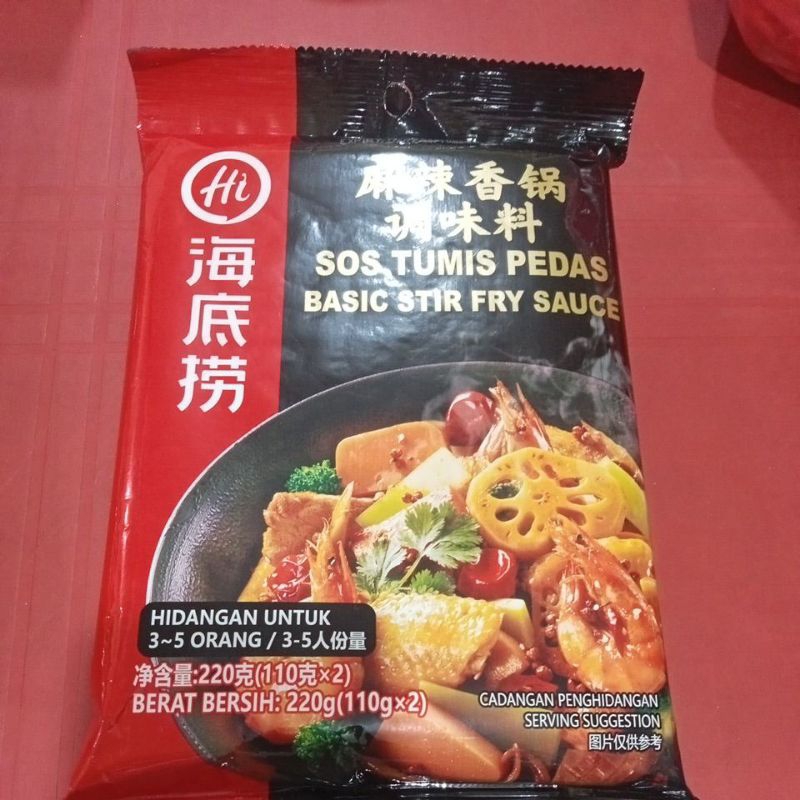 Hi
海底捞
麻辣香锅
调味料
SOS TUMIS PEDAS
BASIC STIR FRY SAUCE
HIDANGAN UNTUK
3~5 ORANG / 3-5人份量
净含量:220克(110克×2)
BERAT BERSIH: 220g(110g×2)
CADANGAN PENGHIDANGAN
SERVING SUGGESTION
图片仅供参考